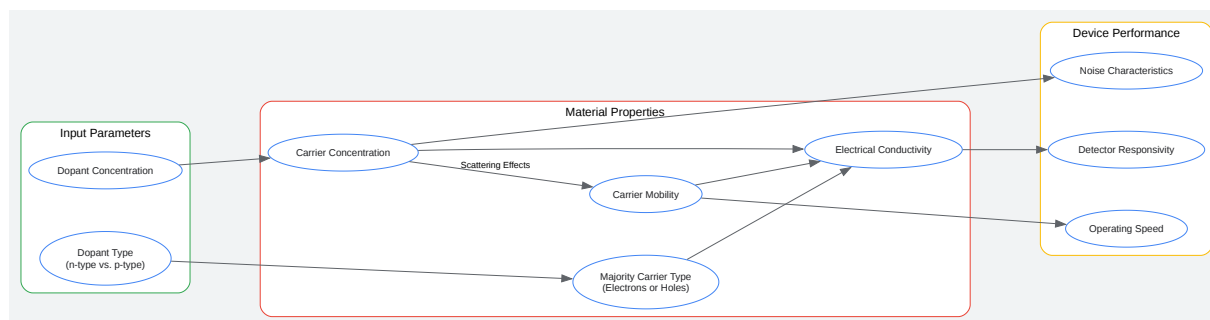 Input Parameters
Dopant Concentration
Dopant Type
(n-type vs. p-type)
Material Properties
Carrier Concentration
Scattering Effects
Carrier Mobility
Majority Carrier Type
(Electrons or Holes)
Electrical Conductivity
Device Performance
Noise Characteristics
Detector Responsivity
Operating Speed